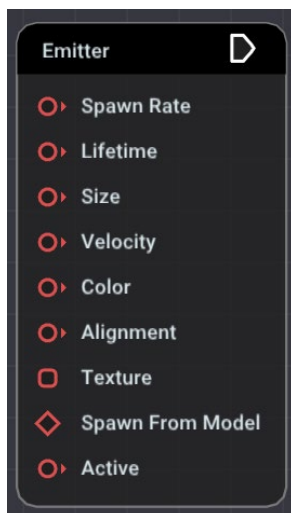 Emitter
Spawn Rate
Lifetime
Size
Velocity
Color
Alignment
Texture
Spawn From Model
Active